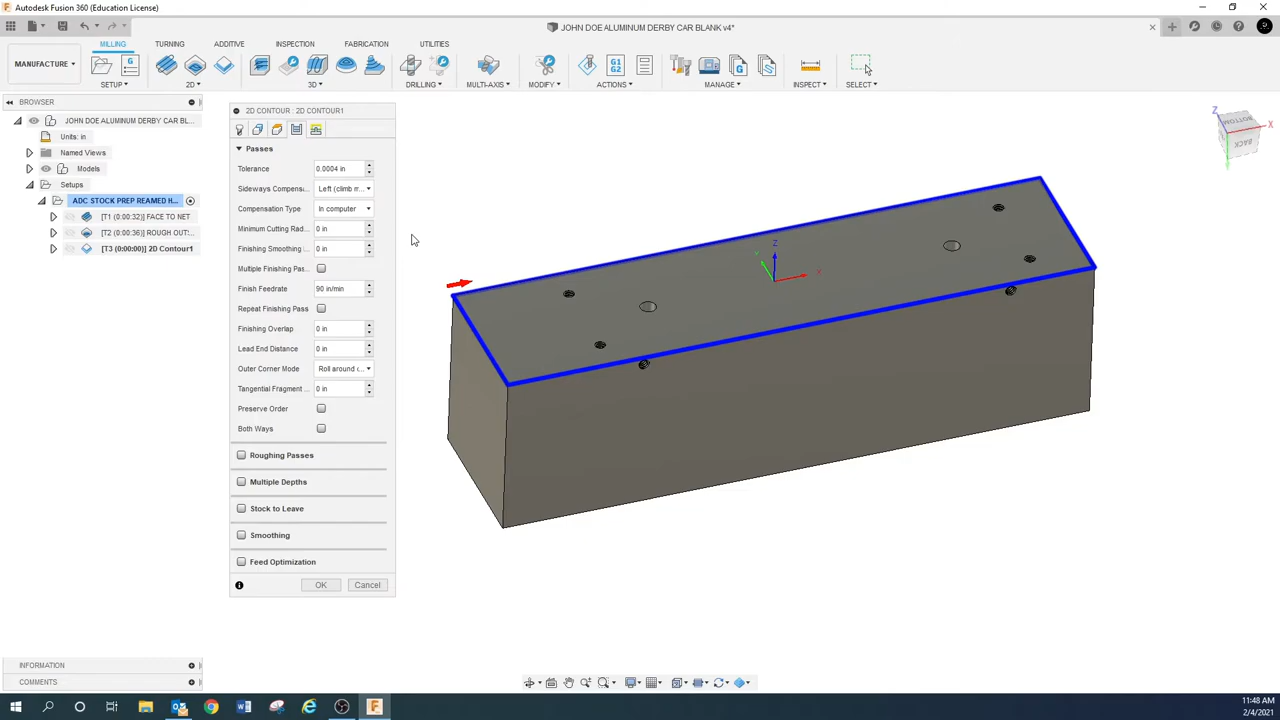 Autodesk Fusion 360 (Education License)
JOHN DOE ALUMINUM DERBY CAR BLANK v4*
MILLING TURNING ADDITIVE INSPECTION FABRICATION UTILITIES
MANUFACTURE
G1
G2
SETUP 2D 3D DRILLING MULTI-AXIS MODIFY ACTIONS MANAGE INSPECT SELECT
BROWSER
JOHN DOE ALUMINUM DERBY CAR BL...
Units: in
Named Views
Models
Setups
ADC STOCK PREP REAMED H...
[T1 (0:00:32)] FACE TO NET
[T2 (0:00:36)] ROUGH OUT:...
[T3 (0:00:00)] 2D Contour1
2D CONTOUR : 2D CONTOUR1
Passes
Tolerance 0.0004 in
Sideways Compensa... Left (climb m...
Compensation Type In computer
Minimum Cutting Rad... 0 in
Finishing Smoothing ... 0 in
Multiple Finishing Pas...
Finish Feedrate 90 in/min
Repeat Finishing Pass
Finishing Overlap 0 in
Lead End Distance 0 in
Outer Corner Mode Roll around c...
Tangential Fragment ... 0 in
Preserve Order
Both Ways
Roughing Passes
Multiple Depths
Stock to Leave
Smoothing
Feed Optimization
OK Cancel
Z
Y
X
Z
BOTTOM
X
BACK
Y
INFORMATION
COMMENTS
11:48 AM
2/4/2021